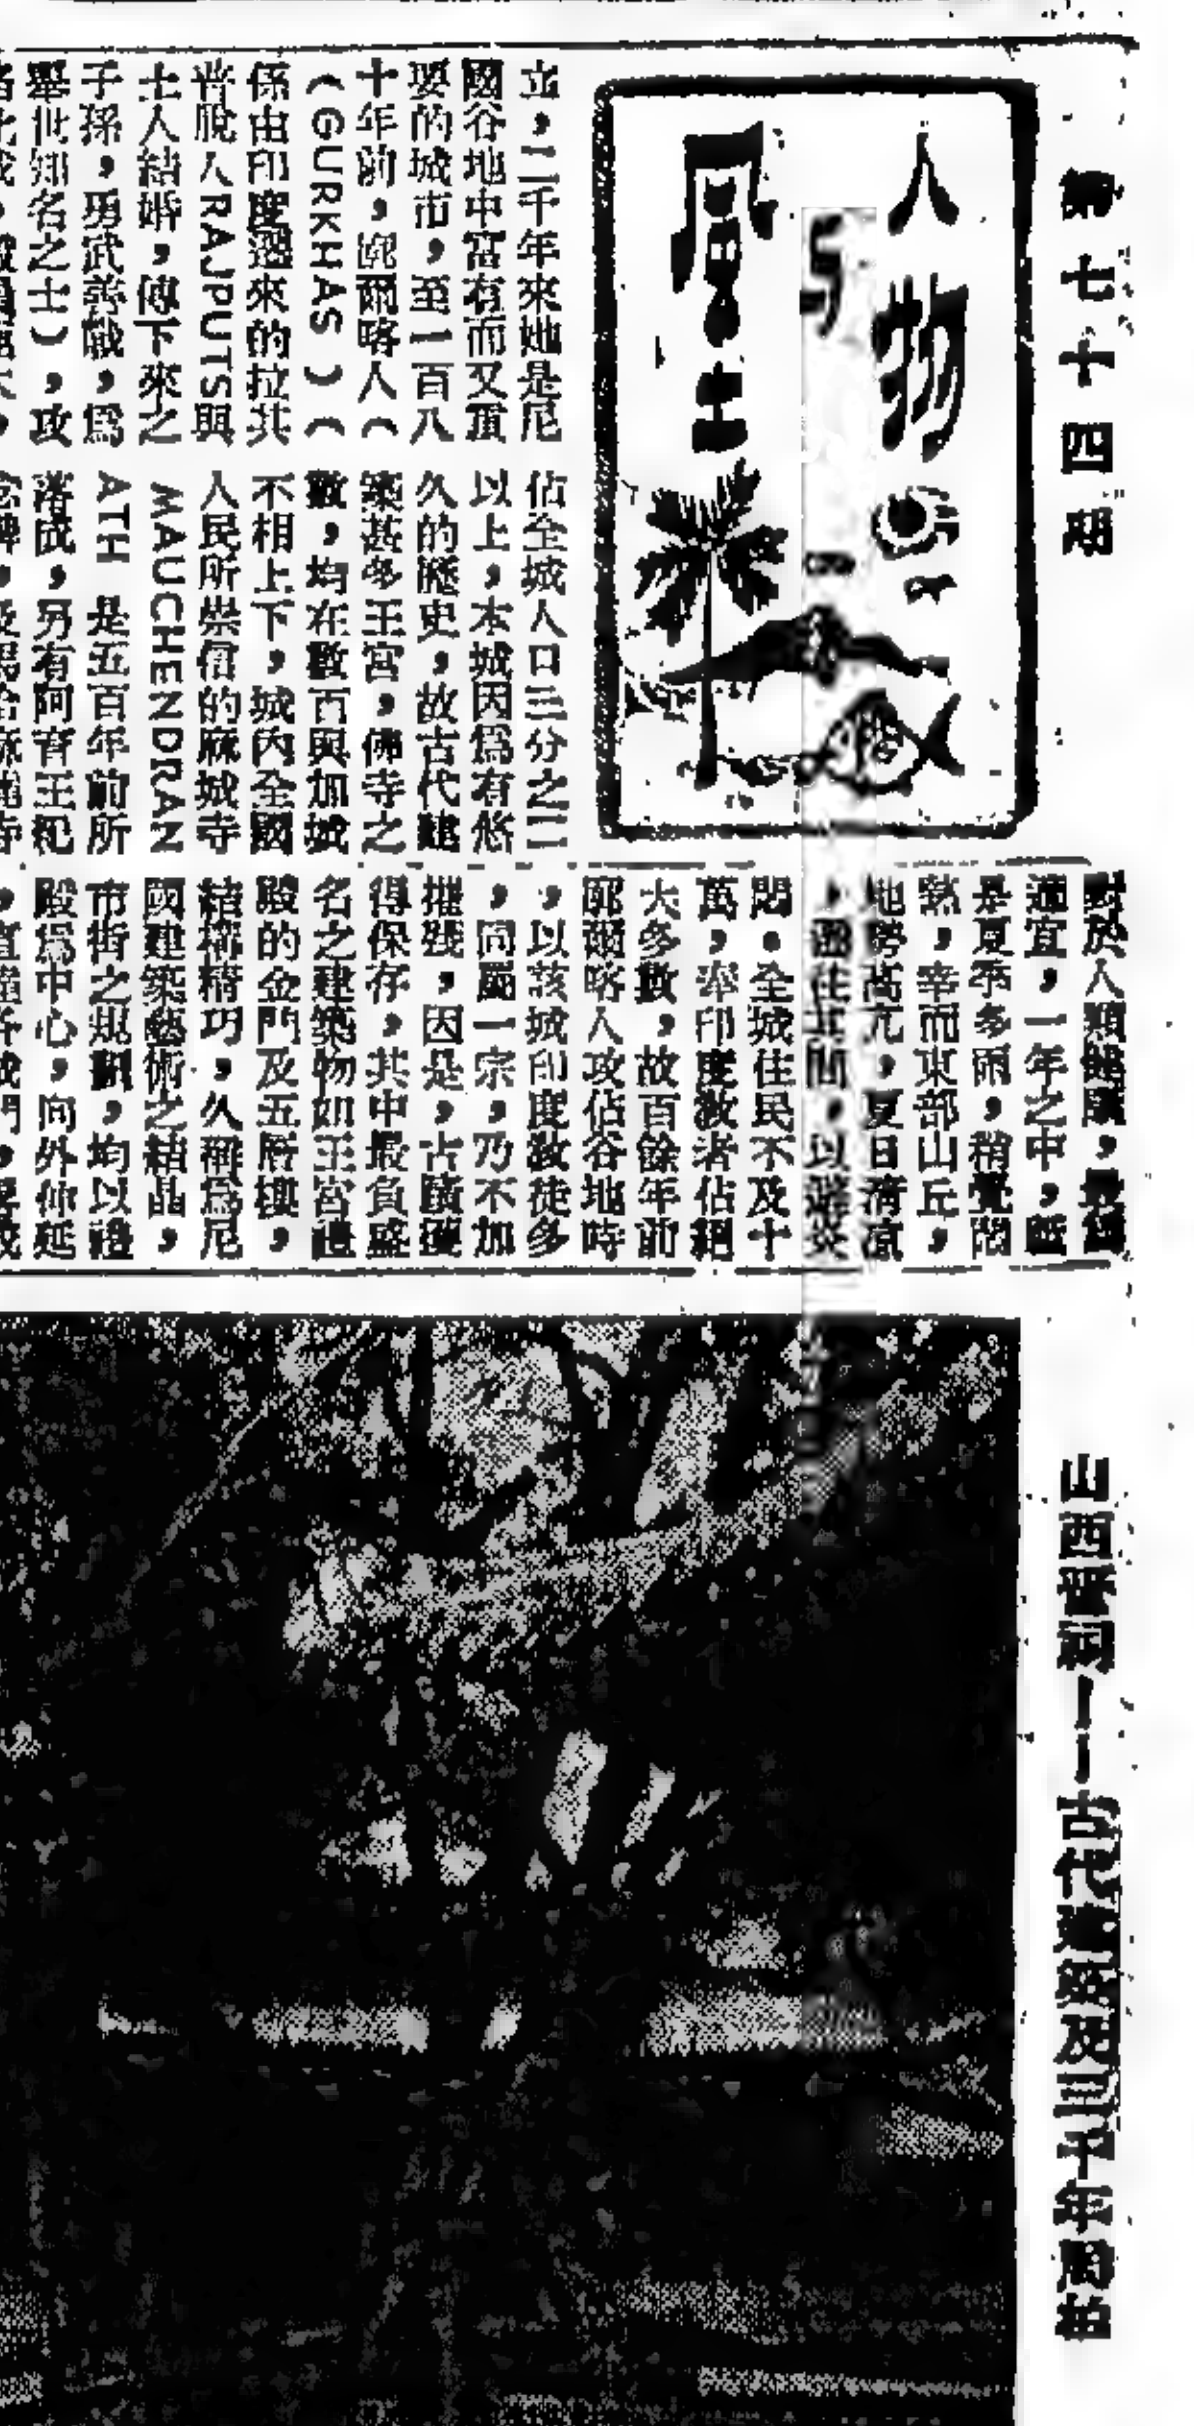 第七十四期
人物与
風土
立，二千年來她是尼
國谷地中富有而又重
要的城市，至一百八
十年前，廓爾略人（
（GURKHAS）（
係由印度遷來的拉其
普脫人RAJPUTS與
土人結婚，傳下來之
子孫，勇武善戰，爲
舉世知名之士），攻
佔全城人口三分之二
以上，本城因爲有悠
久的歷史，故古代建
築甚多王宮，佛寺之
數，均在數百與加城
不相上下，城內全國
人民所崇信的麻城寺
MAUCHENDRAN
ATH 是五百年前所
落成，另有阿育王祀
對於人類健康，最爲
適宜，一年之中，祗
是夏季多雨，稍覺悶
熱，幸而東部山丘，
地勢高亢，夏日清凉
，遷住其間，以避炎
悶。全城住民不及十
萬，奉印度教者佔絕
大多數，故百餘年前
廓爾略人攻佔谷地時
，以該城印度教徒多
，同屬一宗，乃不加
摧殘，因是，古蹟獲
得保存，其中最負盛
名之建築物如王宮禮
殿的金門及五層樓，
結構精巧，久稱爲尼
國建築藝術之結晶，
市街之規劃，均以禮
殿爲中心，向外伸延
山西晉祠——古代建築及三千年周柏